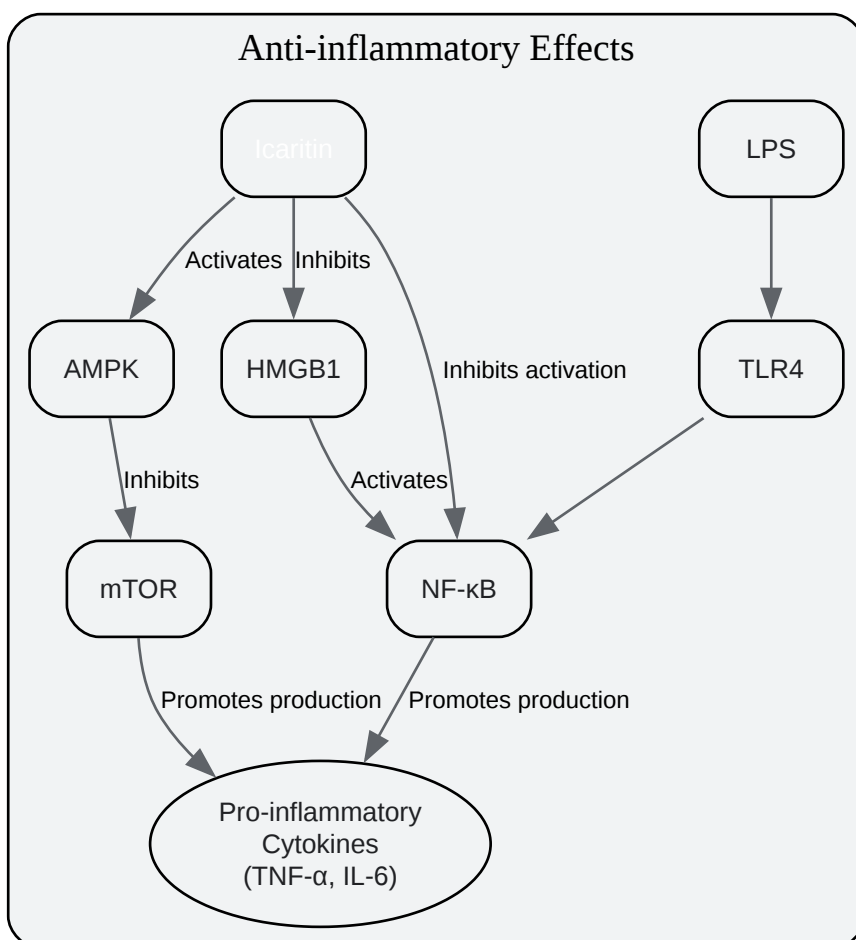 Anti-inflammatory Effects
Icaritin
LPS
Activates
Inhibits
AMPK
HMGB1
Inhibits activation
TLR4
Inhibits
Activates
mTOR
NF-κB
Promotes production
Promotes production
Pro-inflammatory
Cytokines
(TNF-α, IL-6)